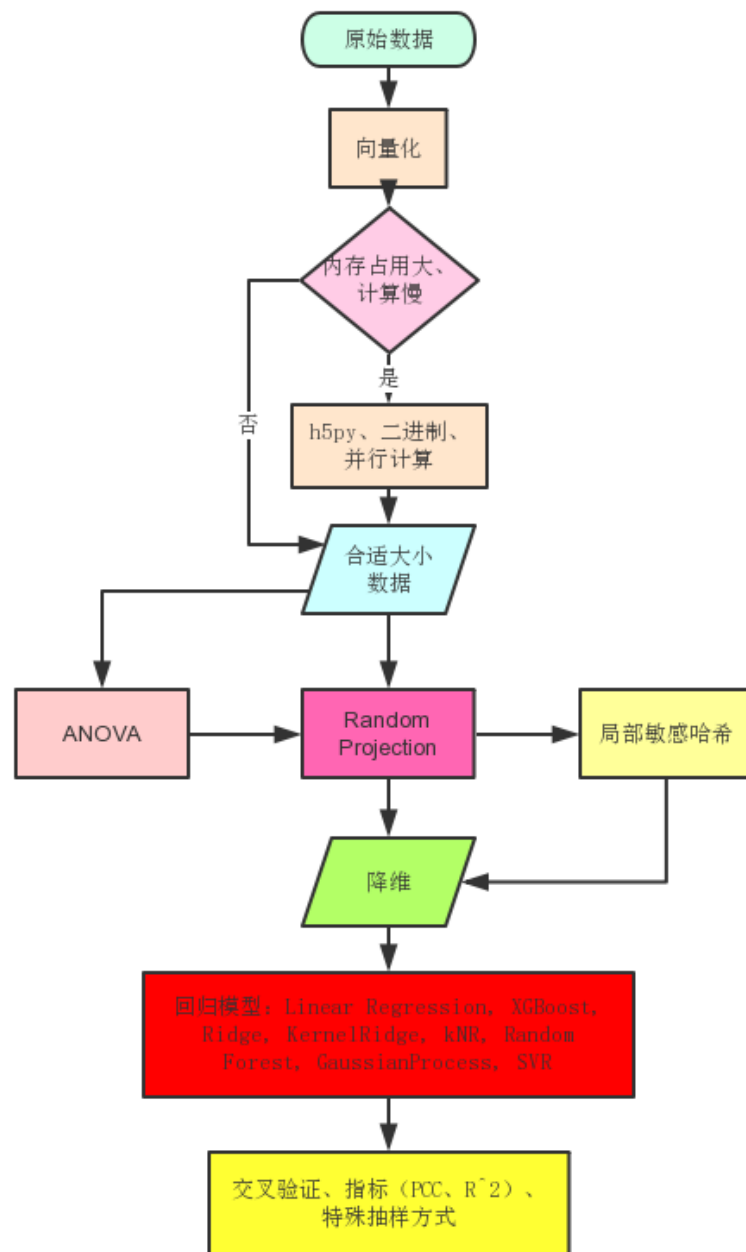 原始数据
向量化
内存占用大、
计算慢
是
否
h5py、二进制、
并行计算
合适大小
数据
ANOVA
Random
Projection
局部敏感哈希
降维
回归模型：Linear Regression, XGBoost,
Ridge, KernelRidge, kNR, Random
Forest, GaussianProcess, SVR
交叉验证、指标（PCC、R^2）、
特殊抽样方式